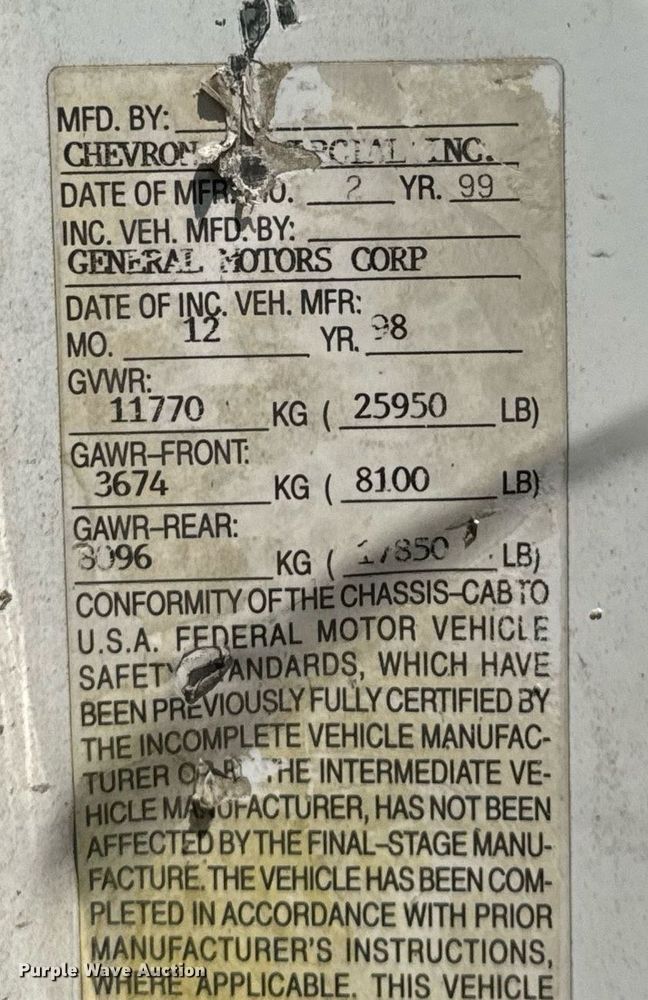 MFD. BY:
CHEVRON INC.
DATE OF MFR. MO. 2 YR. 99
INC. VEH. MFD. BY:
GENERAL MOTORS CORP
DATE OF INC. VEH. MFR:
MO. 12 YR. 98
GVWR:
11770 KG ( 25950 LB)
GAWR-FRONT:
3674 KG ( 8100 LB)
GAWR-REAR:
8096 KG ( 17850 LB)
CONFORMITY OF THE CHASSIS-CAB TO
U.S.A. FEDERAL MOTOR VEHICLE
SAFETY STANDARDS, WHICH HAVE
BEEN PREVIOUSLY FULLY CERTIFIED BY
THE INCOMPLETE VEHICLE MANUFAC-
TURER OR BY THE INTERMEDIATE VE-
HICLE MANUFACTURER, HAS NOT BEEN
AFFECTED BY THE FINAL-STAGE MANU-
FACTURE. THE VEHICLE HAS BEEN COM-
PLETED IN ACCORDANCE WITH PRIOR
MANUFACTURER'S INSTRUCTIONS,
WHERE APPLICABLE. THIS VEHICLE
Purple Wave Auction